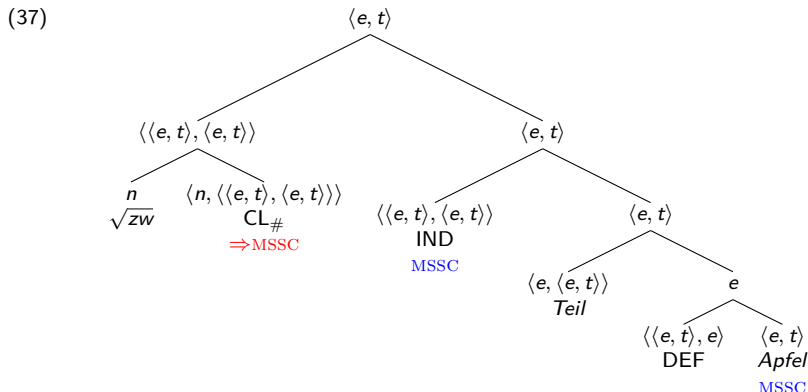 (37) ⟨e, t⟩
⟨⟨e, t⟩, ⟨e, t⟩⟩ ⟨e, t⟩
n ⟨n, ⟨⟨e, t⟩, ⟨e, t⟩⟩⟩ ⟨⟨e, t⟩, ⟨e, t⟩⟩ ⟨e, t⟩
√zw CL# IND
⇒MSSC MSSC
⟨e, ⟨e, t⟩⟩ e
Teil
⟨⟨e, t⟩, e⟩ ⟨e, t⟩
DEF Apfel
MSSC